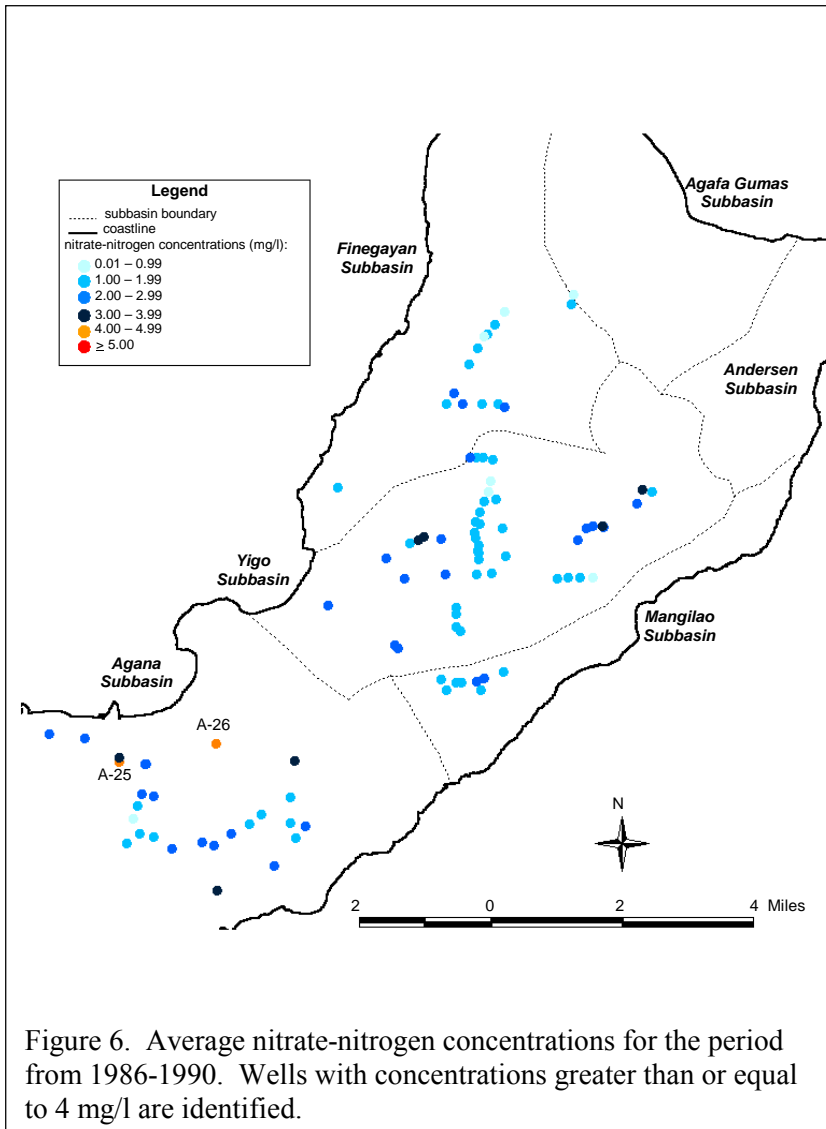 Legend
subbasin boundary
coastline
nitrate-nitrogen concentrations (mg/l):
0.01 – 0.99
1.00 – 1.99
2.00 – 2.99
3.00 – 3.99
4.00 – 4.99
≥ 5.00
Agafa Gumas
Subbasin
Finegayan
Subbasin
Andersen
Subbasin
Yigo
Subbasin
Mangilao
Subbasin
Agana
Subbasin
A-26
A-25
N
2 0 2 4 Miles
Figure 6. Average nitrate-nitrogen concentrations for the period
from 1986-1990. Wells with concentrations greater than or equal
to 4 mg/l are identified.